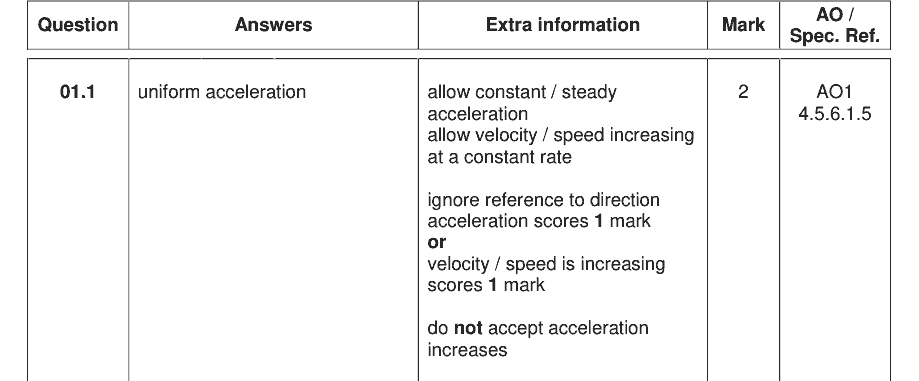 Question Answers Extra information Mark AO /
Spec. Ref.
01.1 uniform acceleration allow constant / steady 2 AO1
acceleration 4.5.6.1.5
allow velocity / speed increasing
at a constant rate
ignore reference to direction
acceleration scores 1 mark
or
velocity / speed is increasing
scores 1 mark
do not accept acceleration
increases